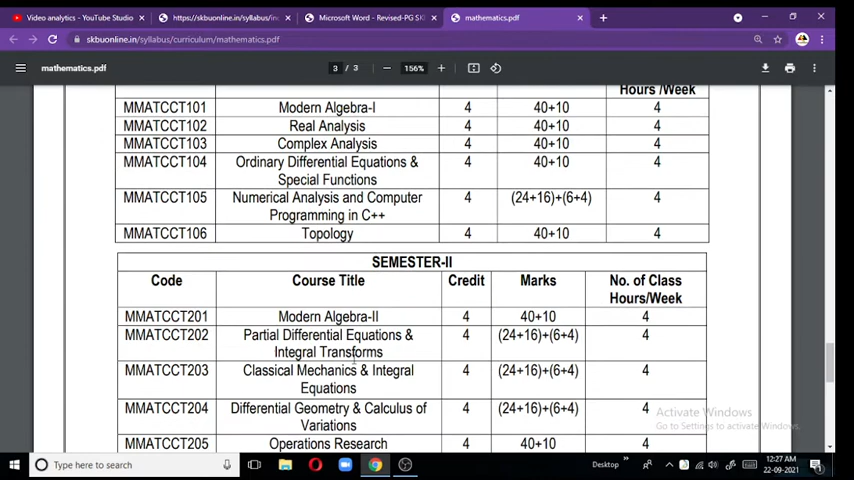 Video analytics - YouTube Studio
https://skbuonline.in/syllabus/in
Microsoft Word - Revised-PG SK
mathematics.pdf
skbuonline.in/syllabus/curriculum/mathematics.pdf
mathematics.pdf
3 / 3
156%
Hours /Week
MMATCCT101 Modern Algebra-I 4 40+10 4
MMATCCT102 Real Analysis 4 40+10 4
MMATCCT103 Complex Analysis 4 40+10 4
MMATCCT104 Ordinary Differential Equations & 4 40+10 4
Special Functions
MMATCCT105 Numerical Analysis and Computer 4 (24+16)+(6+4) 4
Programming in C++
MMATCCT106 Topology 4 40+10 4
SEMESTER-II
Code Course Title Credit Marks No. of Class
Hours/Week
MMATCCT201 Modern Algebra-II 4 40+10 4
MMATCCT202 Partial Differential Equations & 4 (24+16)+(6+4) 4
Integral Transforms
MMATCCT203 Classical Mechanics & Integral 4 (24+16)+(6+4) 4
Equations
MMATCCT204 Differential Geometry & Calculus of 4 (24+16)+(6+4) 4
Variations
MMATCCT205 Operations Research 4 40+10 4
Activate Windows
Go to Settings to activate Windows.
Type here to search
Desktop
12:27 AM
22-09-2021